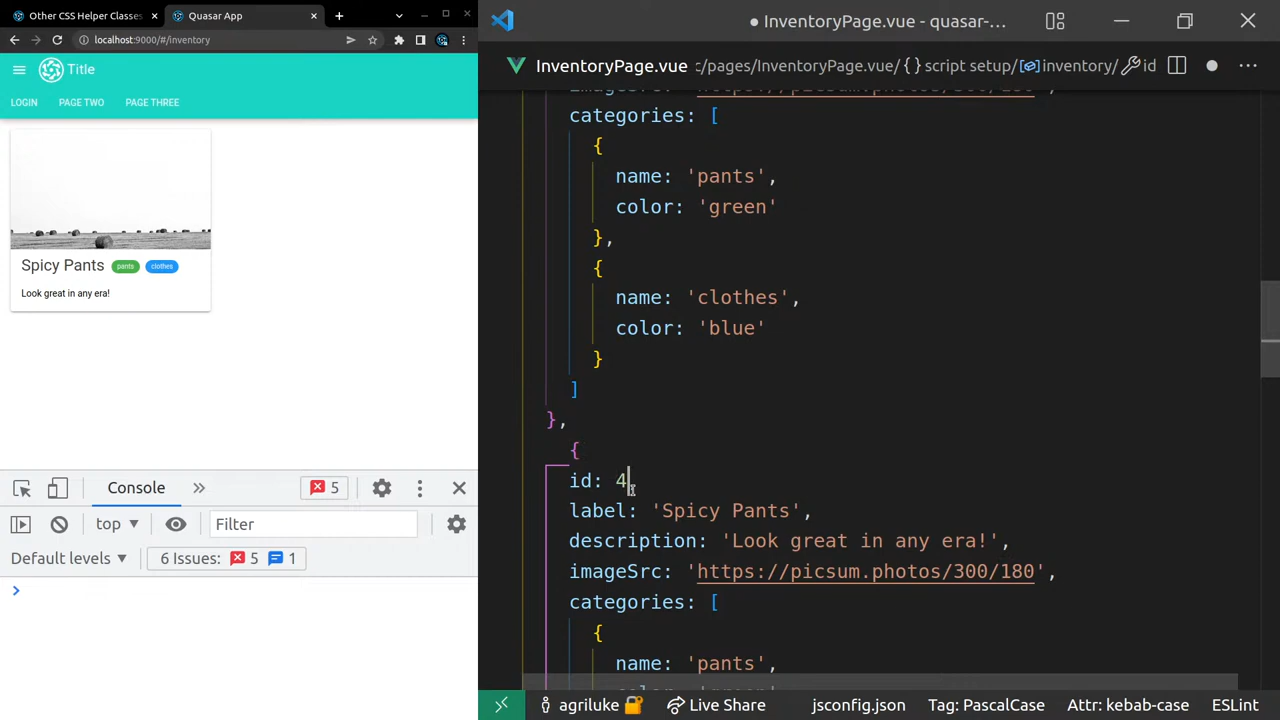 Other CSS Helper Classes
Quasar App
localhost:9000/#/inventory
Title
LOGIN PAGE TWO PAGE THREE
Spicy Pants pants clothes
Look great in any era!
Console
5
top
Filter
Default levels
6 Issues: 5 1
InventoryPage.vue - quasar-...
InventoryPage.vue c/pages/InventoryPage.vue/ {} script setup/ inventory/ id
categories: [
{
name: 'pants',
color: 'green'
},
{
name: 'clothes',
color: 'blue'
}
]
},
{
id: 4
label: 'Spicy Pants',
description: 'Look great in any era!',
imageSrc: 'https://picsum.photos/300/180',
categories: [
{
name: 'pants',
agriluke Live Share jsconfig.json Tag: PascalCase Attr: kebab-case ESLint